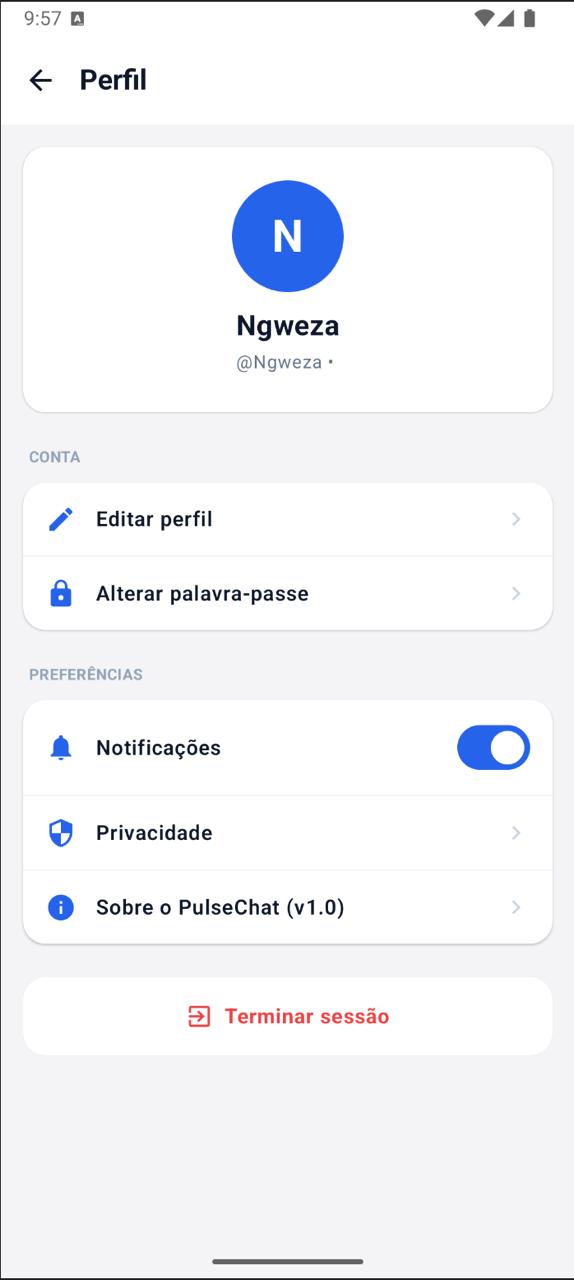 9:57 A
Perfil
N
Ngweza
@Ngweza •
CONTA
Editar perfil
Alterar palavra-passe
PREFERÊNCIAS
Notificações
Privacidade
Sobre o PulseChat (v1.0)
Terminar sessão